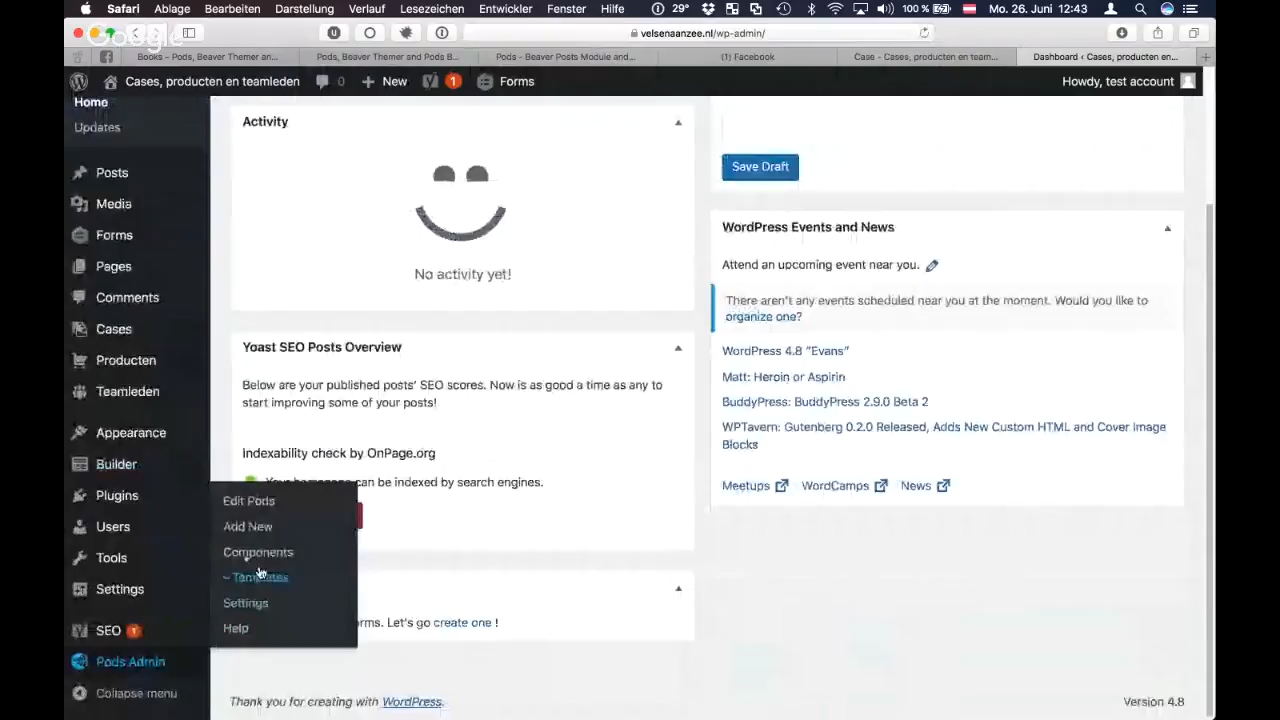 Safari Ablage Bearbeiten Darstellung Verlauf Lesezeichen Entwickler Fenster Hilfe 29° 100 % Mo. 26. Juni 12:43
Google
velsenaanzee.nl/wp-admin/
Books – Pods, Beaver Themer an... Pods, Beaver Themer and Pods B... Pods - Beaver Posts Module and... (1) Facebook Case - Cases, producten en team... Dashboard ‹ Cases, producten en...
Cases, producten en teamleden 0 New 1 Forms Howdy, test account
Home
Updates
Posts
Media
Forms
Pages
Comments
Cases
Producten
Teamleden
Appearance
Builder
Plugins
Users
Tools
Settings
SEO 1
Pods Admin
Collapse menu
Edit Pods
Add New
Components
– Templates
Settings
Help
Activity
No activity yet!
Yoast SEO Posts Overview
Below are your published posts' SEO scores. Now is as good a time as any to
start improving some of your posts!
Indexability check by OnPage.org
Your homepage can be indexed by search engines.
rms. Let's go create one !
Save Draft
WordPress Events and News
Attend an upcoming event near you.
There aren't any events scheduled near you at the moment. Would you like to
organize one?
WordPress 4.8 "Evans"
Matt: Heroin or Aspirin
BuddyPress: BuddyPress 2.9.0 Beta 2
WPTavern: Gutenberg 0.2.0 Released, Adds New Custom HTML and Cover Image
Blocks
Meetups WordCamps News
Thank you for creating with WordPress. Version 4.8